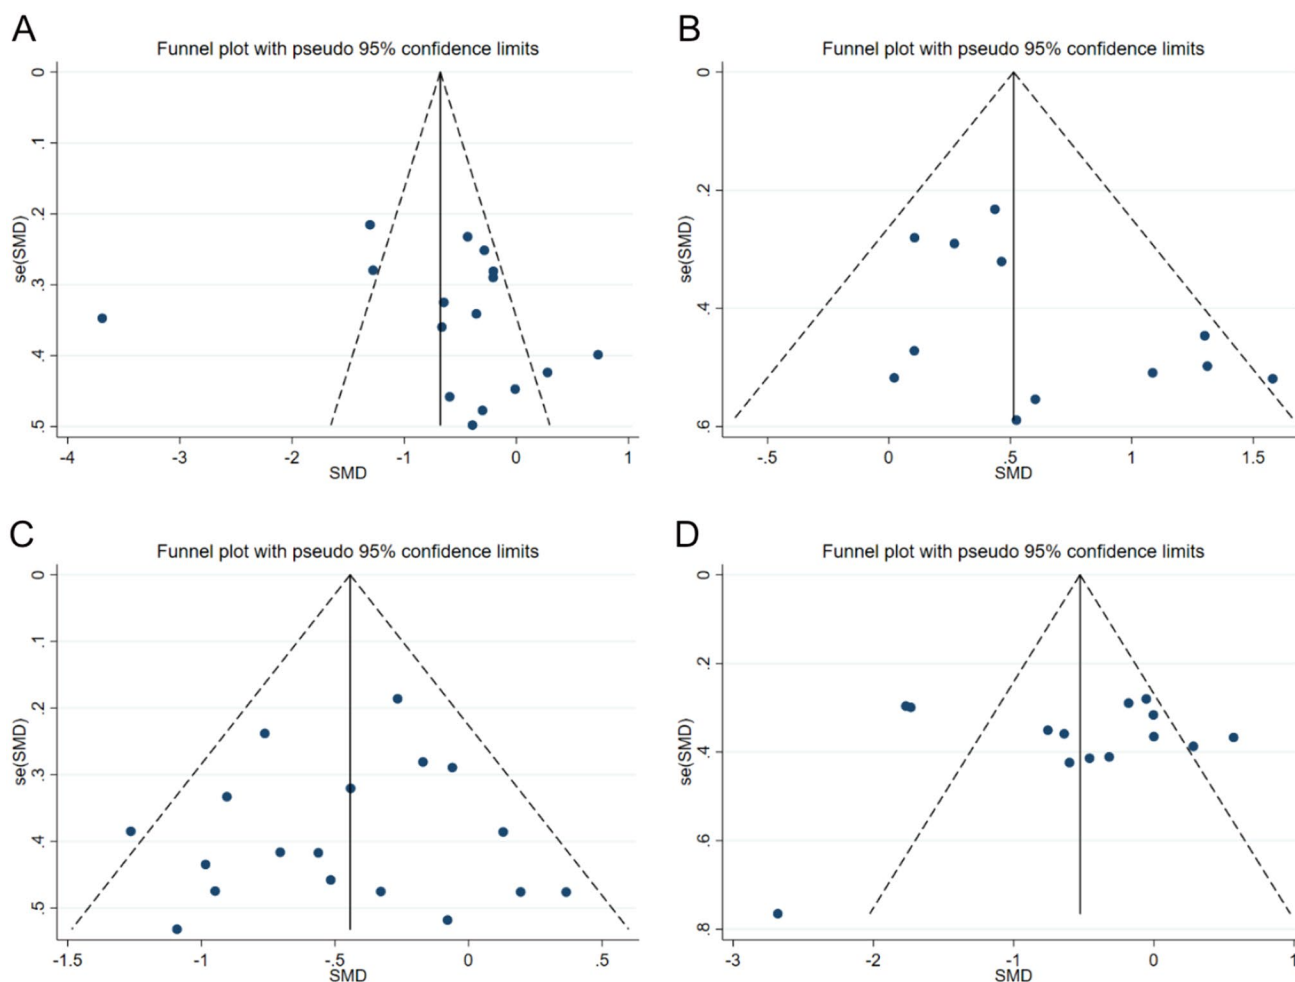 A
Funnel plot with pseudo 95% confidence limits
0
.1
.2
.3
.4
.5
se(SMD)
-4 -3 -2 -1 0 1
SMD
B
Funnel plot with pseudo 95% confidence limits
0
.2
.4
.6
se(SMD)
-.5 0 .5 1 1.5
SMD
C
Funnel plot with pseudo 95% confidence limits
0
.1
.2
.3
.4
.5
se(SMD)
-1.5 -1 -.5 0 .5
SMD
D
Funnel plot with pseudo 95% confidence limits
0
.2
.4
.6
.8
se(SMD)
-3 -2 -1 0 1
SMD